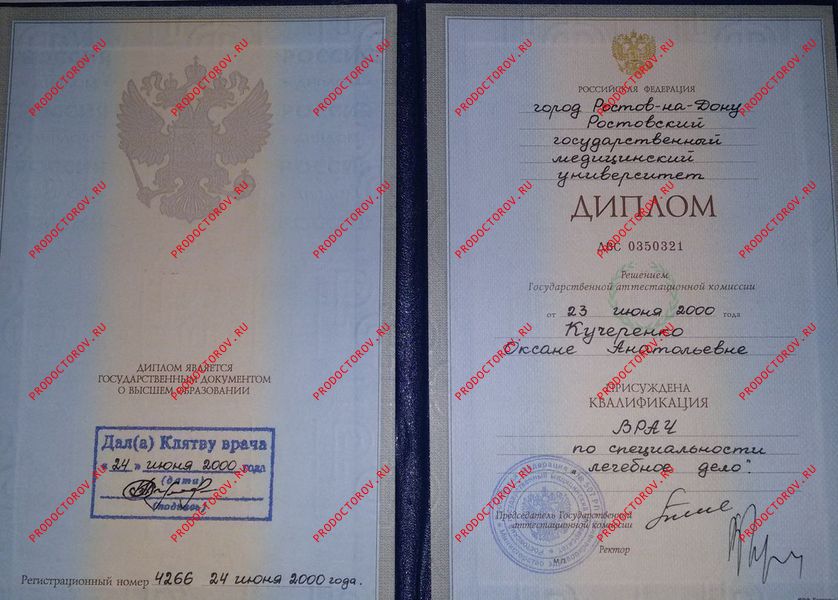 ДИПЛОМ ЯВЛЯЕТСЯ
ГОСУДАРСТВЕННЫМ ДОКУМЕНТОМ
О ВЫСШЕМ ОБРАЗОВАНИИ
Дал(а) Клятву врача
« 24 » июня 2000 года
(дата)
(подпись)
Регистрационный номер 4266 24 июня 2000 года.
РОССИЙСКАЯ ФЕДЕРАЦИЯ
город Ростов-на-Дону
Ростовский
государственный
медицинский
университет
ДИПЛОМ
ДВС 0350321
Решением
Государственной аттестационной комиссии
от 23 июня 2000 года
Кучеренко
Оксане Анатольевне
ПРИСУЖДЕНА
КВАЛИФИКАЦИЯ
ВРАЧ
по специальности
„лечебное дело".
Председатель Государственной
аттестационной комиссии
Ректор
М.П.
PRODOCTOROV.RU